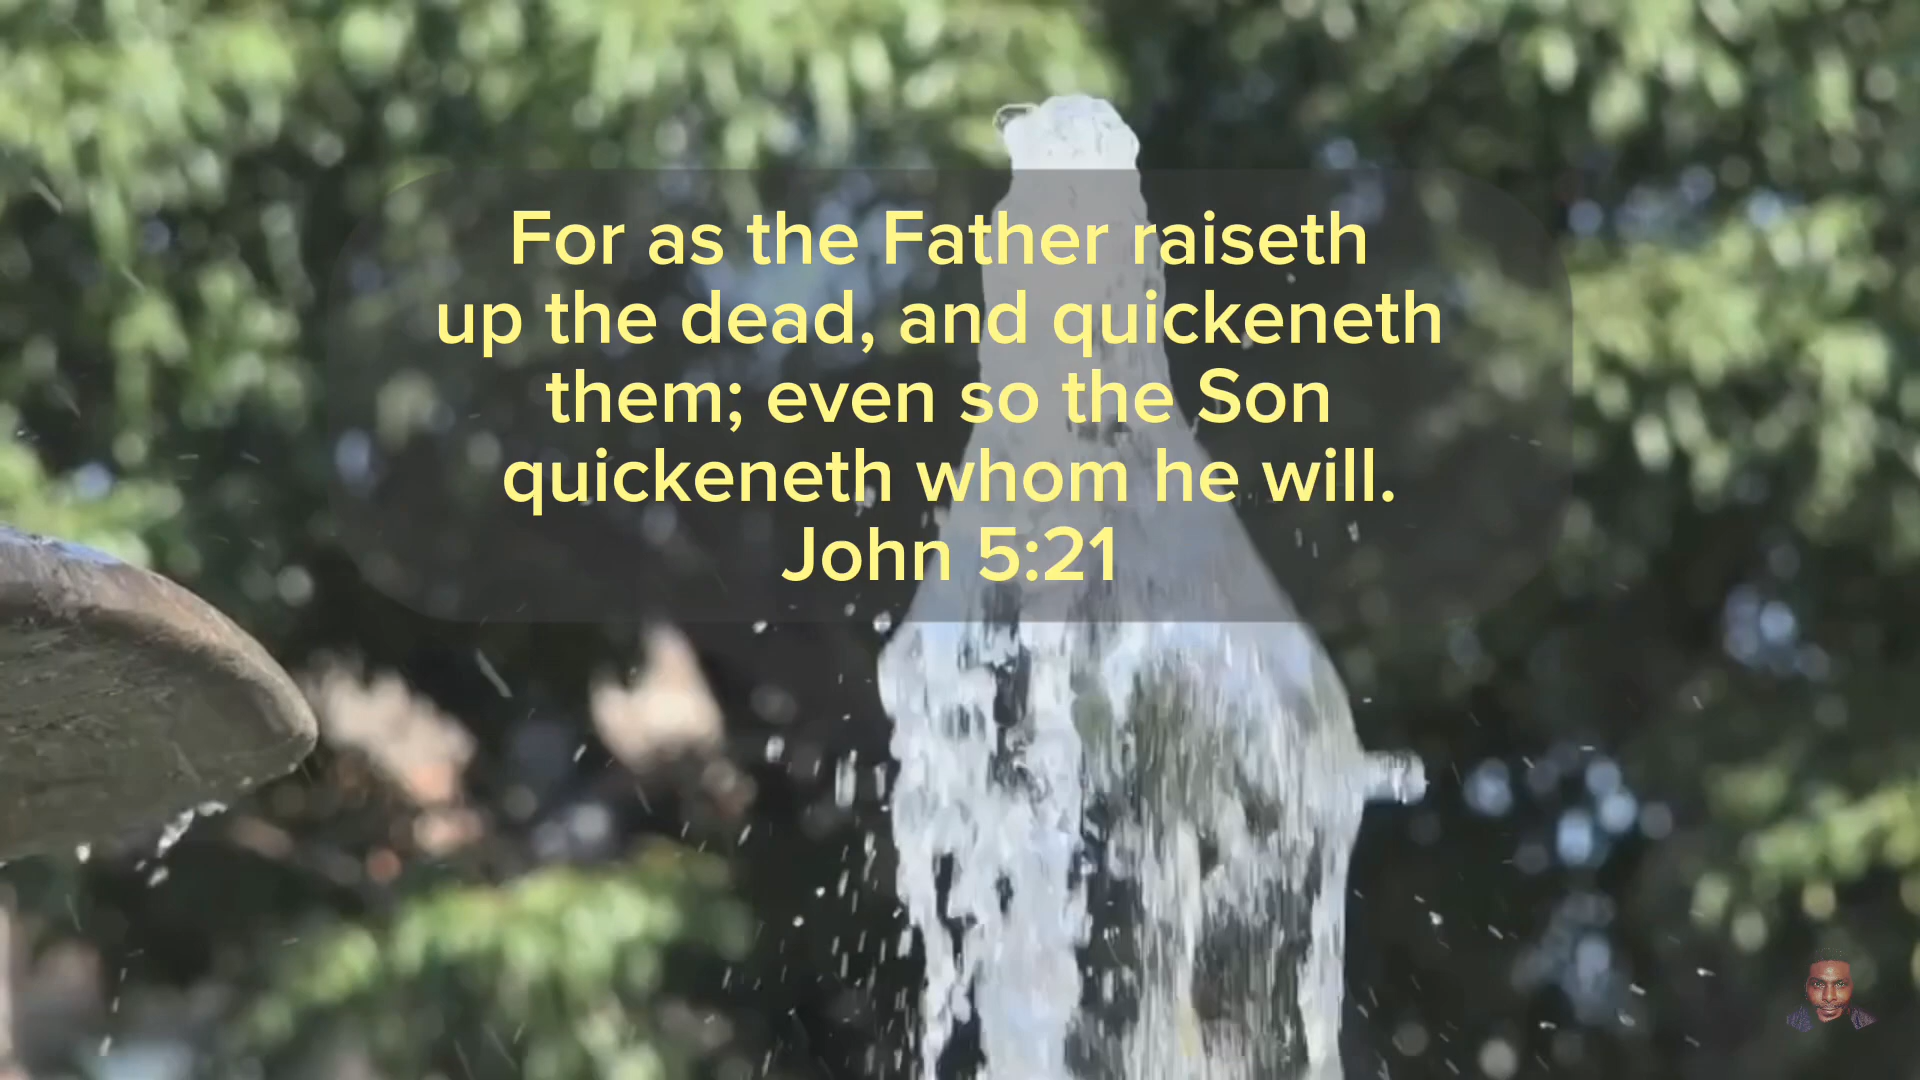 For as the Father raiseth
up the dead, and quickeneth
them; even so the Son
quickeneth whom he will.
John 5:21